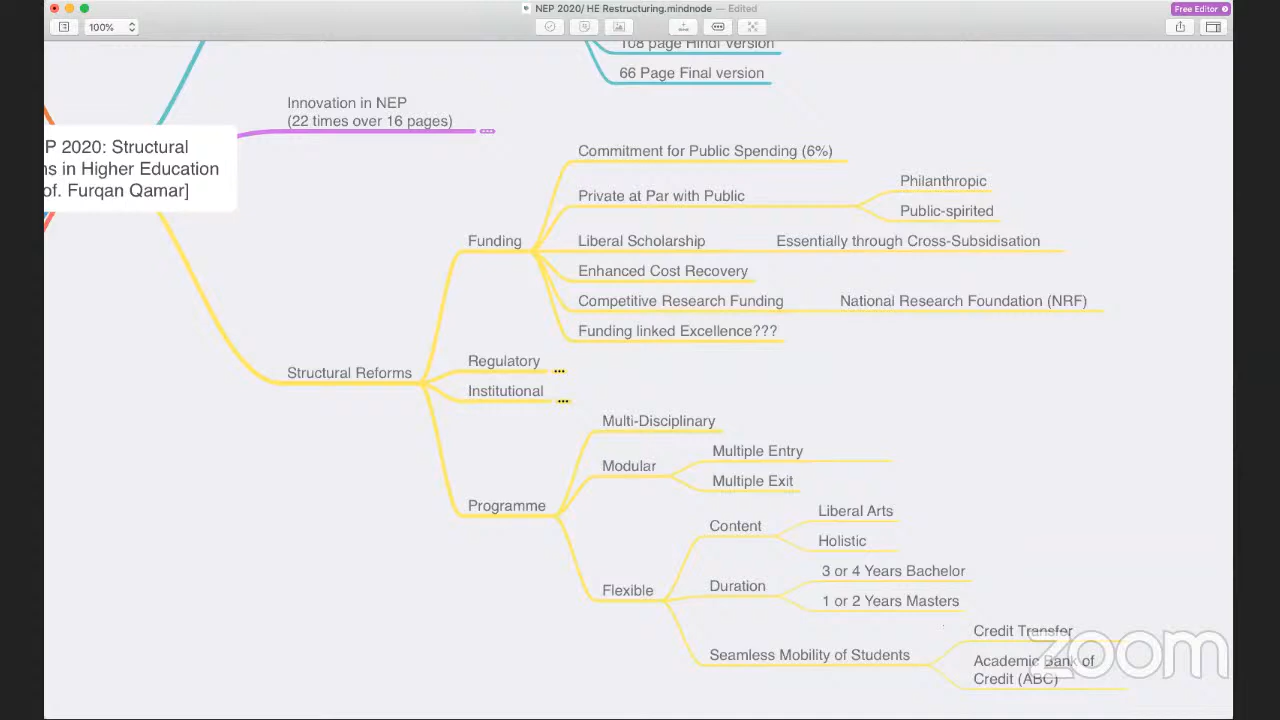 NEP 2020/ HE Restructuring.mindnode — Edited
Free Editor
100%
108 page Hindi version
66 Page Final version
Innovation in NEP
(22 times over 16 pages)
P 2020: Structural
ns in Higher Education
of. Furqan Qamar]
Commitment for Public Spending (6%)
Private at Par with Public
Philanthropic
Public-spirited
Funding
Liberal Scholarship
Essentially through Cross-Subsidisation
Enhanced Cost Recovery
Competitive Research Funding
National Research Foundation (NRF)
Funding linked Excellence???
Structural Reforms
Regulatory
Institutional
Multi-Disciplinary
Modular
Multiple Entry
Multiple Exit
Programme
Content
Liberal Arts
Holistic
Flexible
Duration
3 or 4 Years Bachelor
1 or 2 Years Masters
Seamless Mobility of Students
Credit Transfer
Academic Bank of
Credit (ABC)
zoom